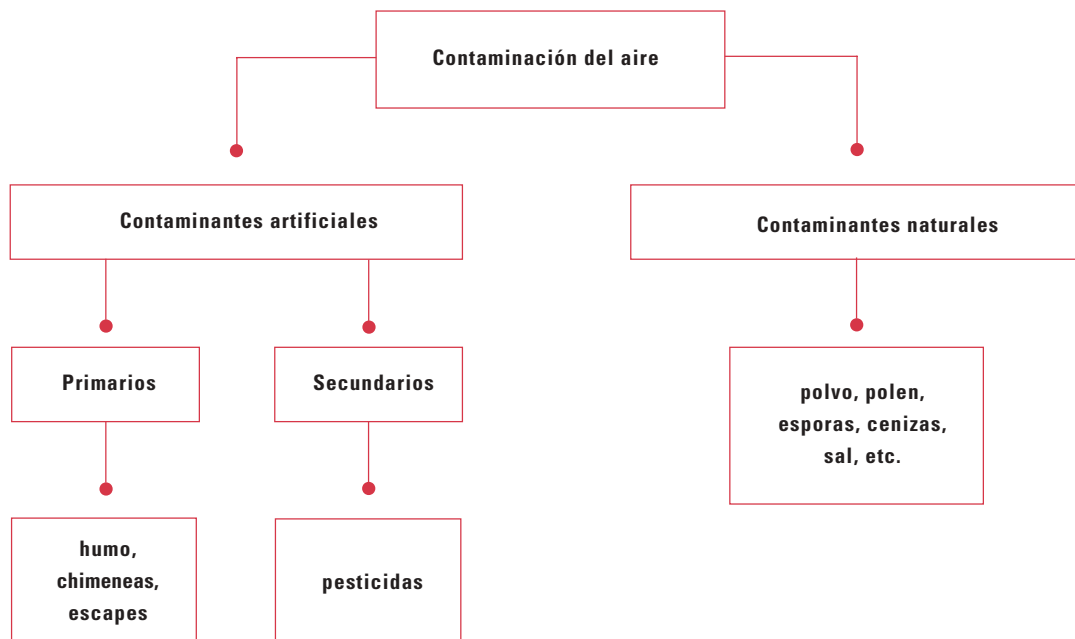 Contaminación del aire
Contaminantes artificiales
Contaminantes naturales
Primarios
Secundarios
polvo, polen,
esporas, cenizas,
sal, etc.
humo,
chimeneas,
escapes
pesticidas